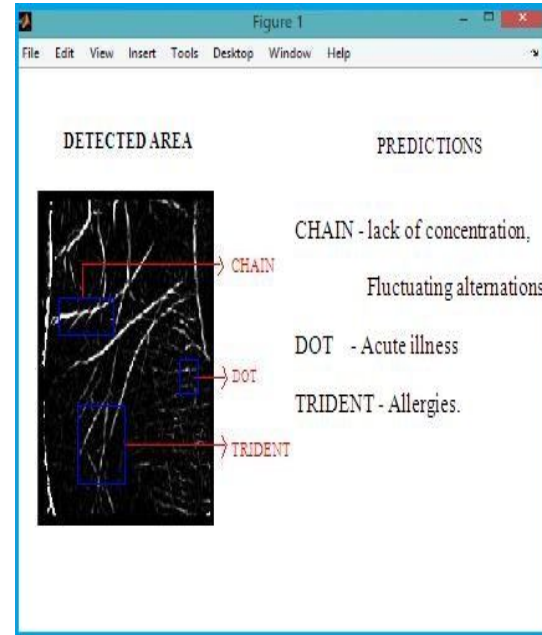 Figure 1
File Edit View Insert Tools Desktop Window Help
DETECTED AREA
PREDICTIONS
CHAIN
DOT
TRIDENT
CHAIN - lack of concentration,
Fluctuating alternations
DOT - Acute illness
TRIDENT - Allergies.